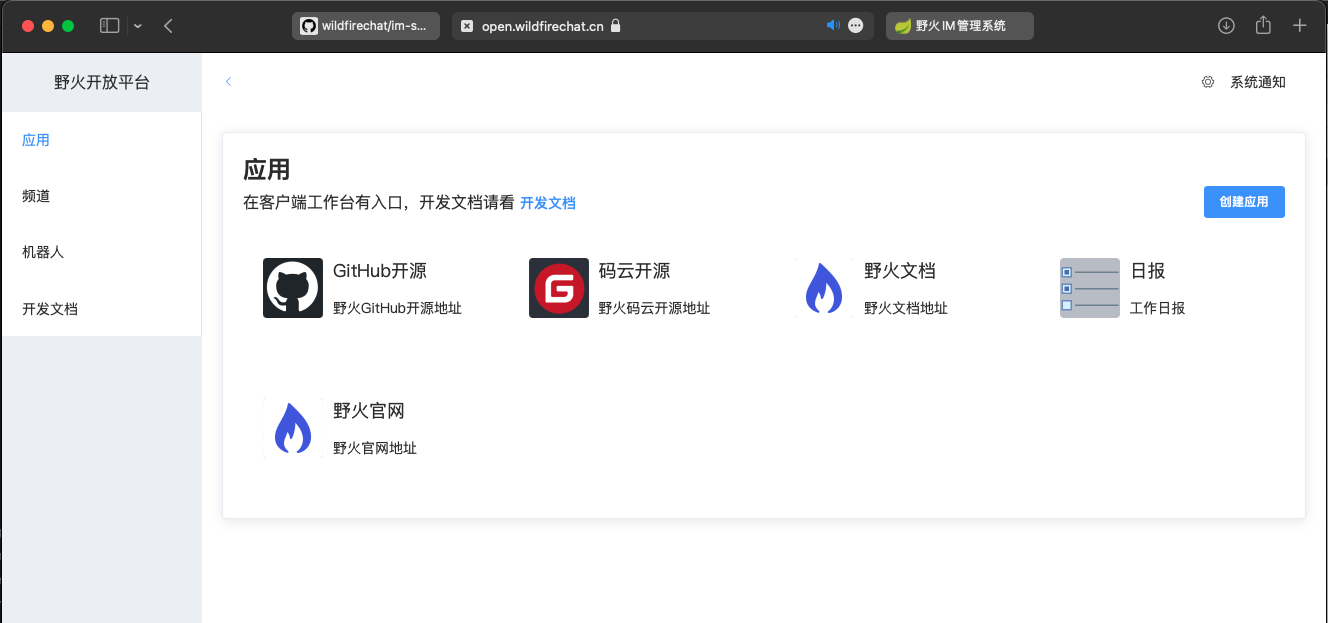 wildfirechat/im-s...
open.wildfirechat.cn
野火IM管理系统
野火开放平台
系统通知
应用
频道
机器人
开发文档
应用
在客户端工作台有入口，开发文档请看 开发文档
创建应用
GitHub开源
野火GitHub开源地址
码云开源
野火码云开源地址
野火文档
野火文档地址
日报
工作日报
野火官网
野火官网地址